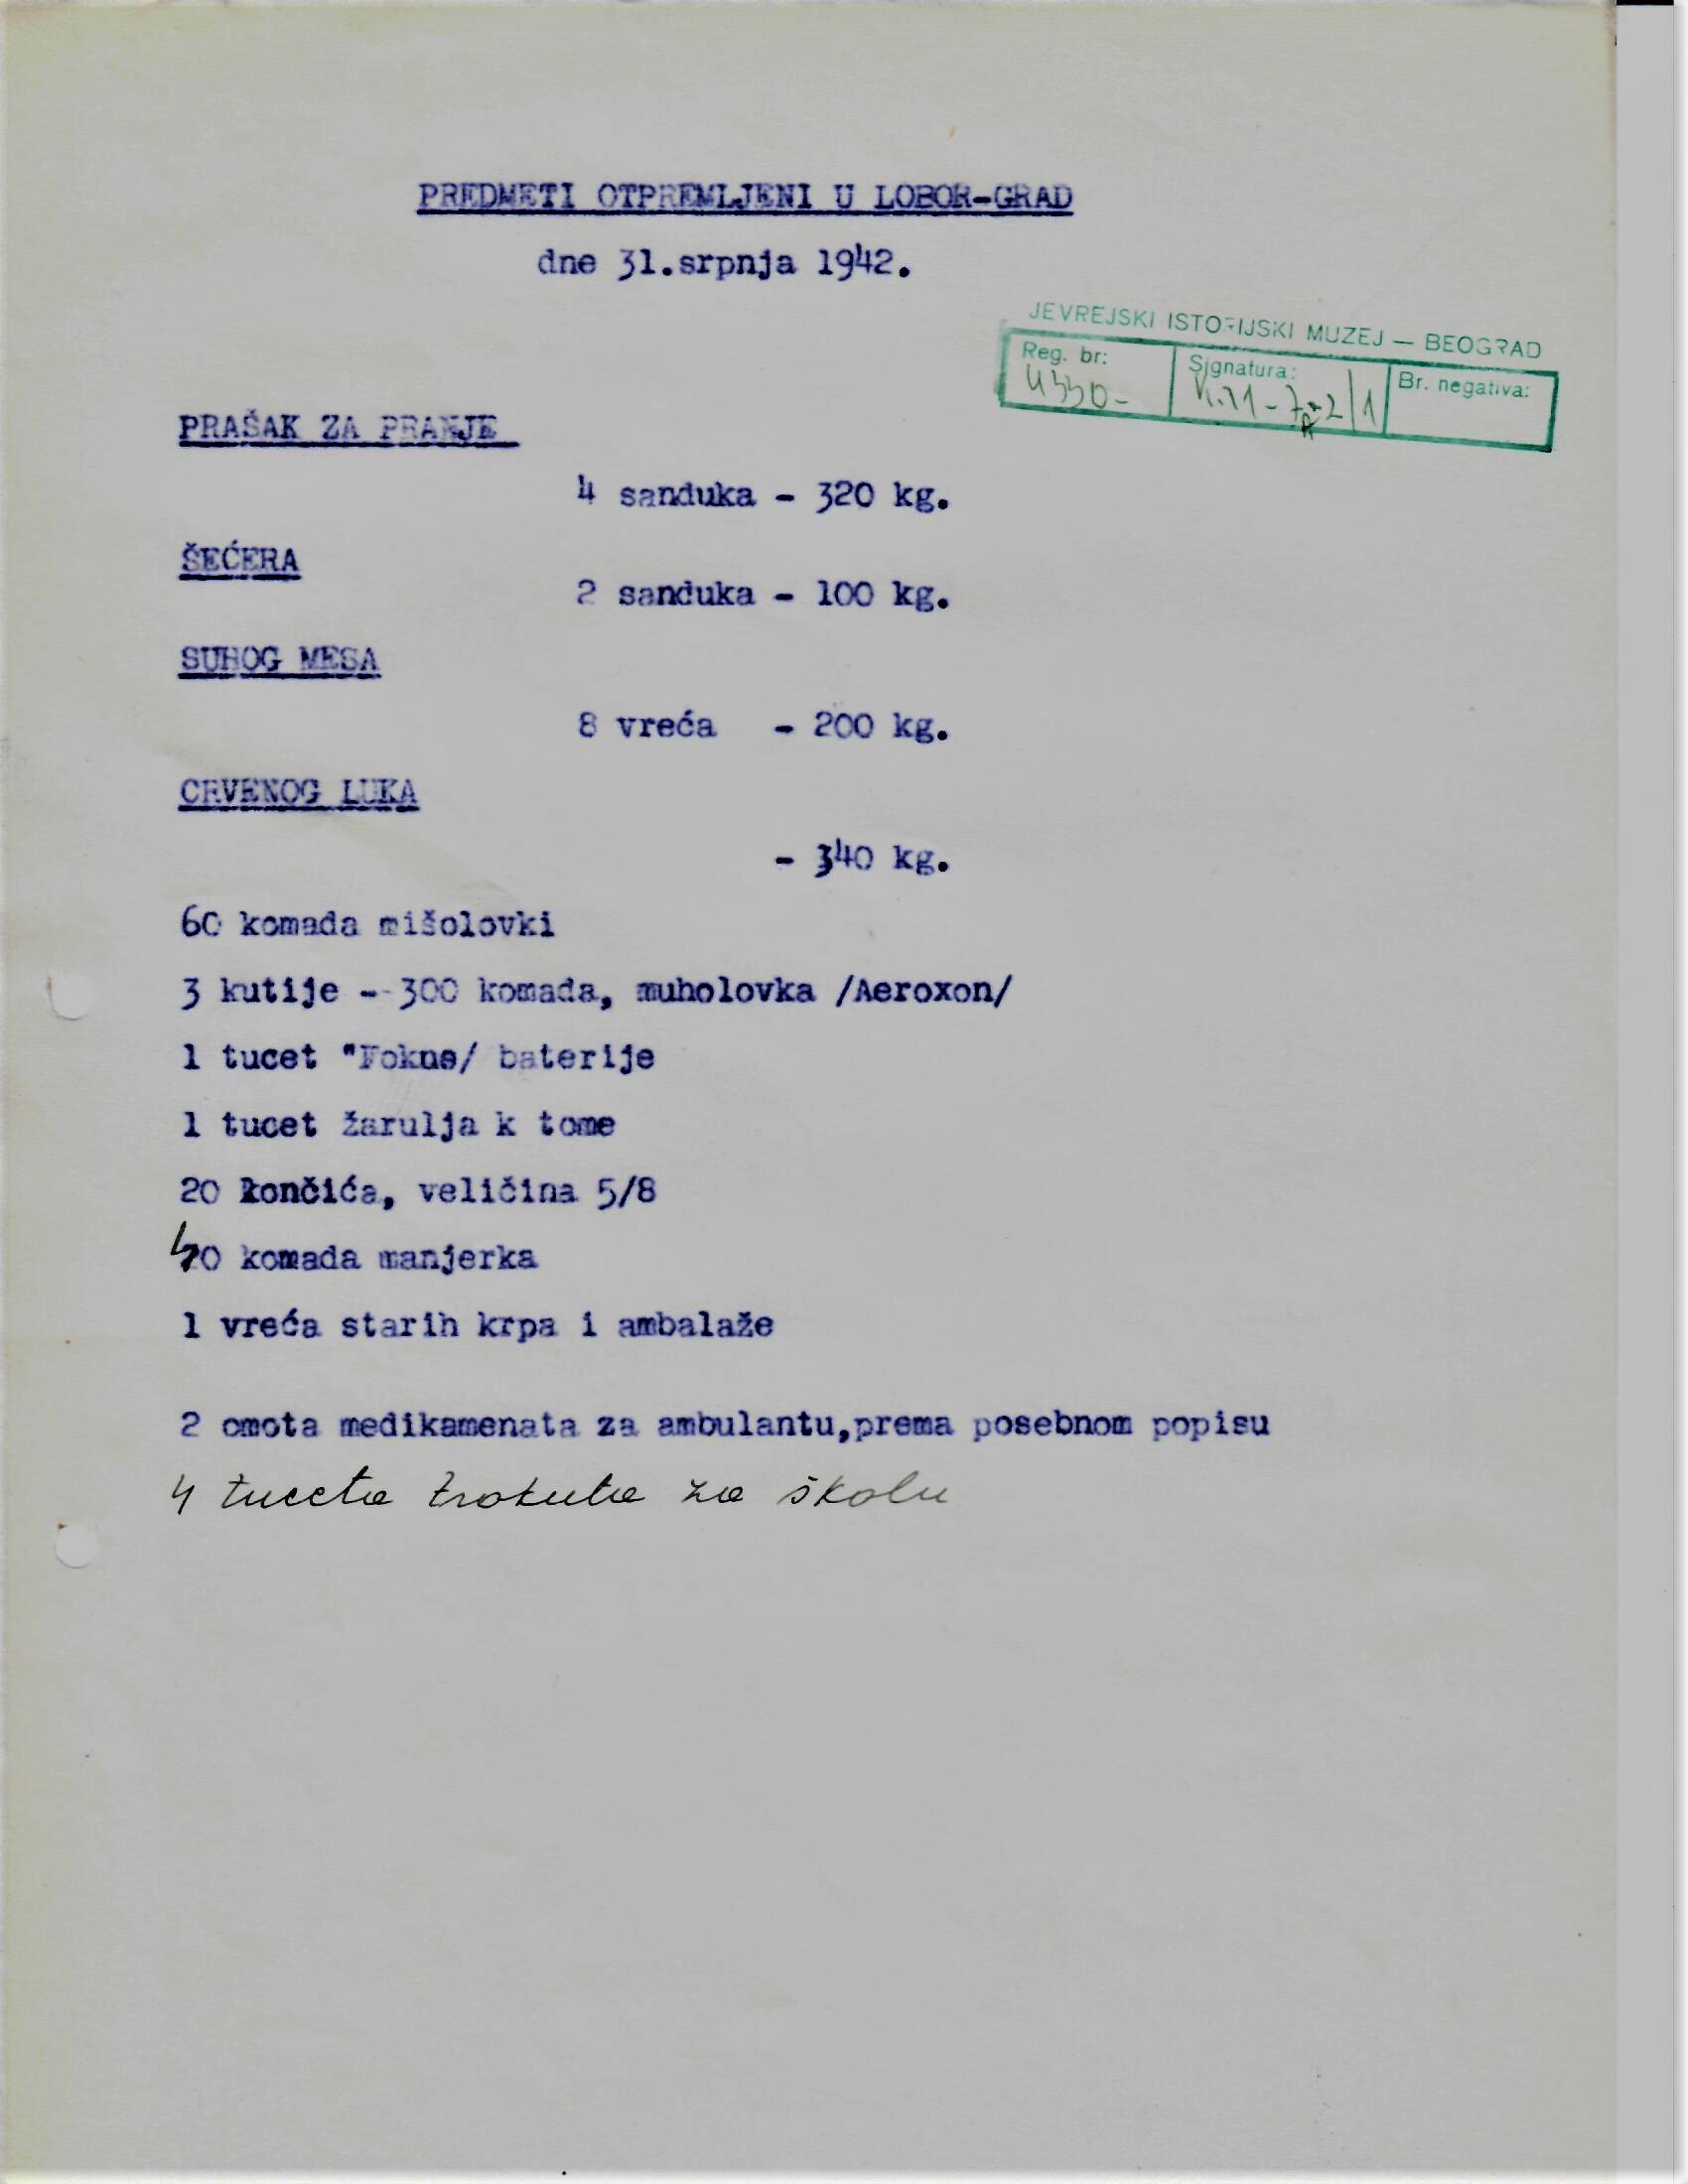 PREDMETI OTPREMLJENI U LOBOR-GRAD
dne 31.srpnja 1942.
JEVREJSKI ISTORIJSKI MUZEJ — BEOGRAD
Reg. br: Signatura: Br. negativa:
PRAŠAK ZA PRANJE
4 sanduka - 320 kg.
ŠEĆERA
2 sanduka - 100 kg.
SUHOG MESA
8 vreća - 200 kg.
CRVENOG LUKA
- 340 kg.
60 komada mišolovki
3 kutije -- 300 komada, muholovka /Aeroxon/
1 tucet "Fokus/ baterije
1 tucet žarulja k tome
20 končića, veličina 5/8
40 komada manjerka
1 vreća starih krpa i ambalaže
2 omota medikamenata za ambulantu,prema posebnom popisu
4 tuceta trokuta za školu